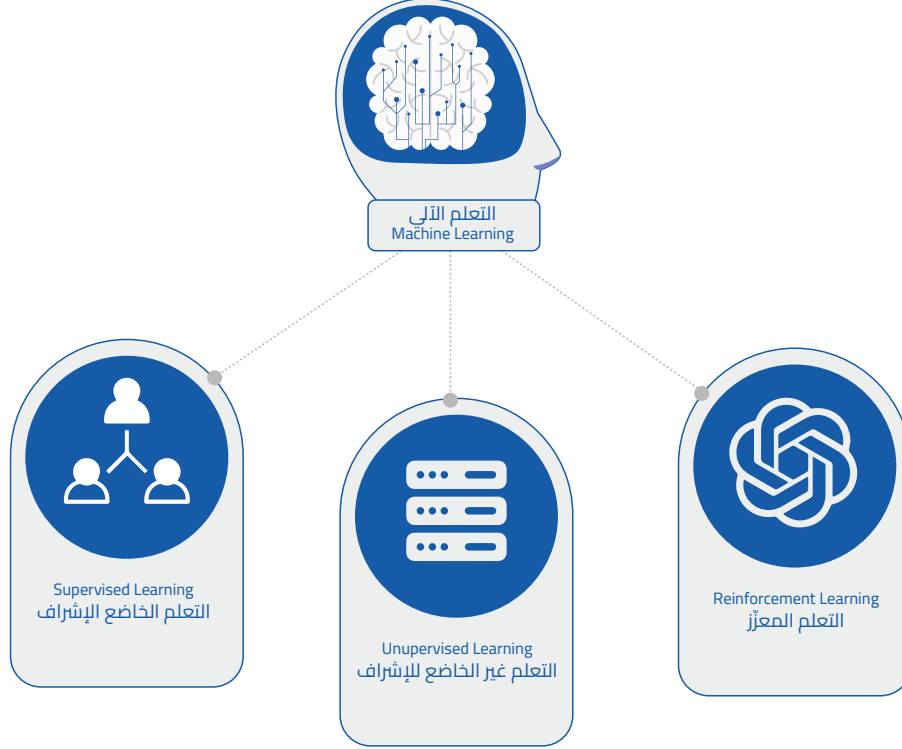 التعلم الآلي
Machine Learning
Supervised Learning
التعلم الخاضع الإشراف
Unupervised Learning
التعلم غير الخاضع للإشراف
Reinforcement Learning
التعلم المعزّز